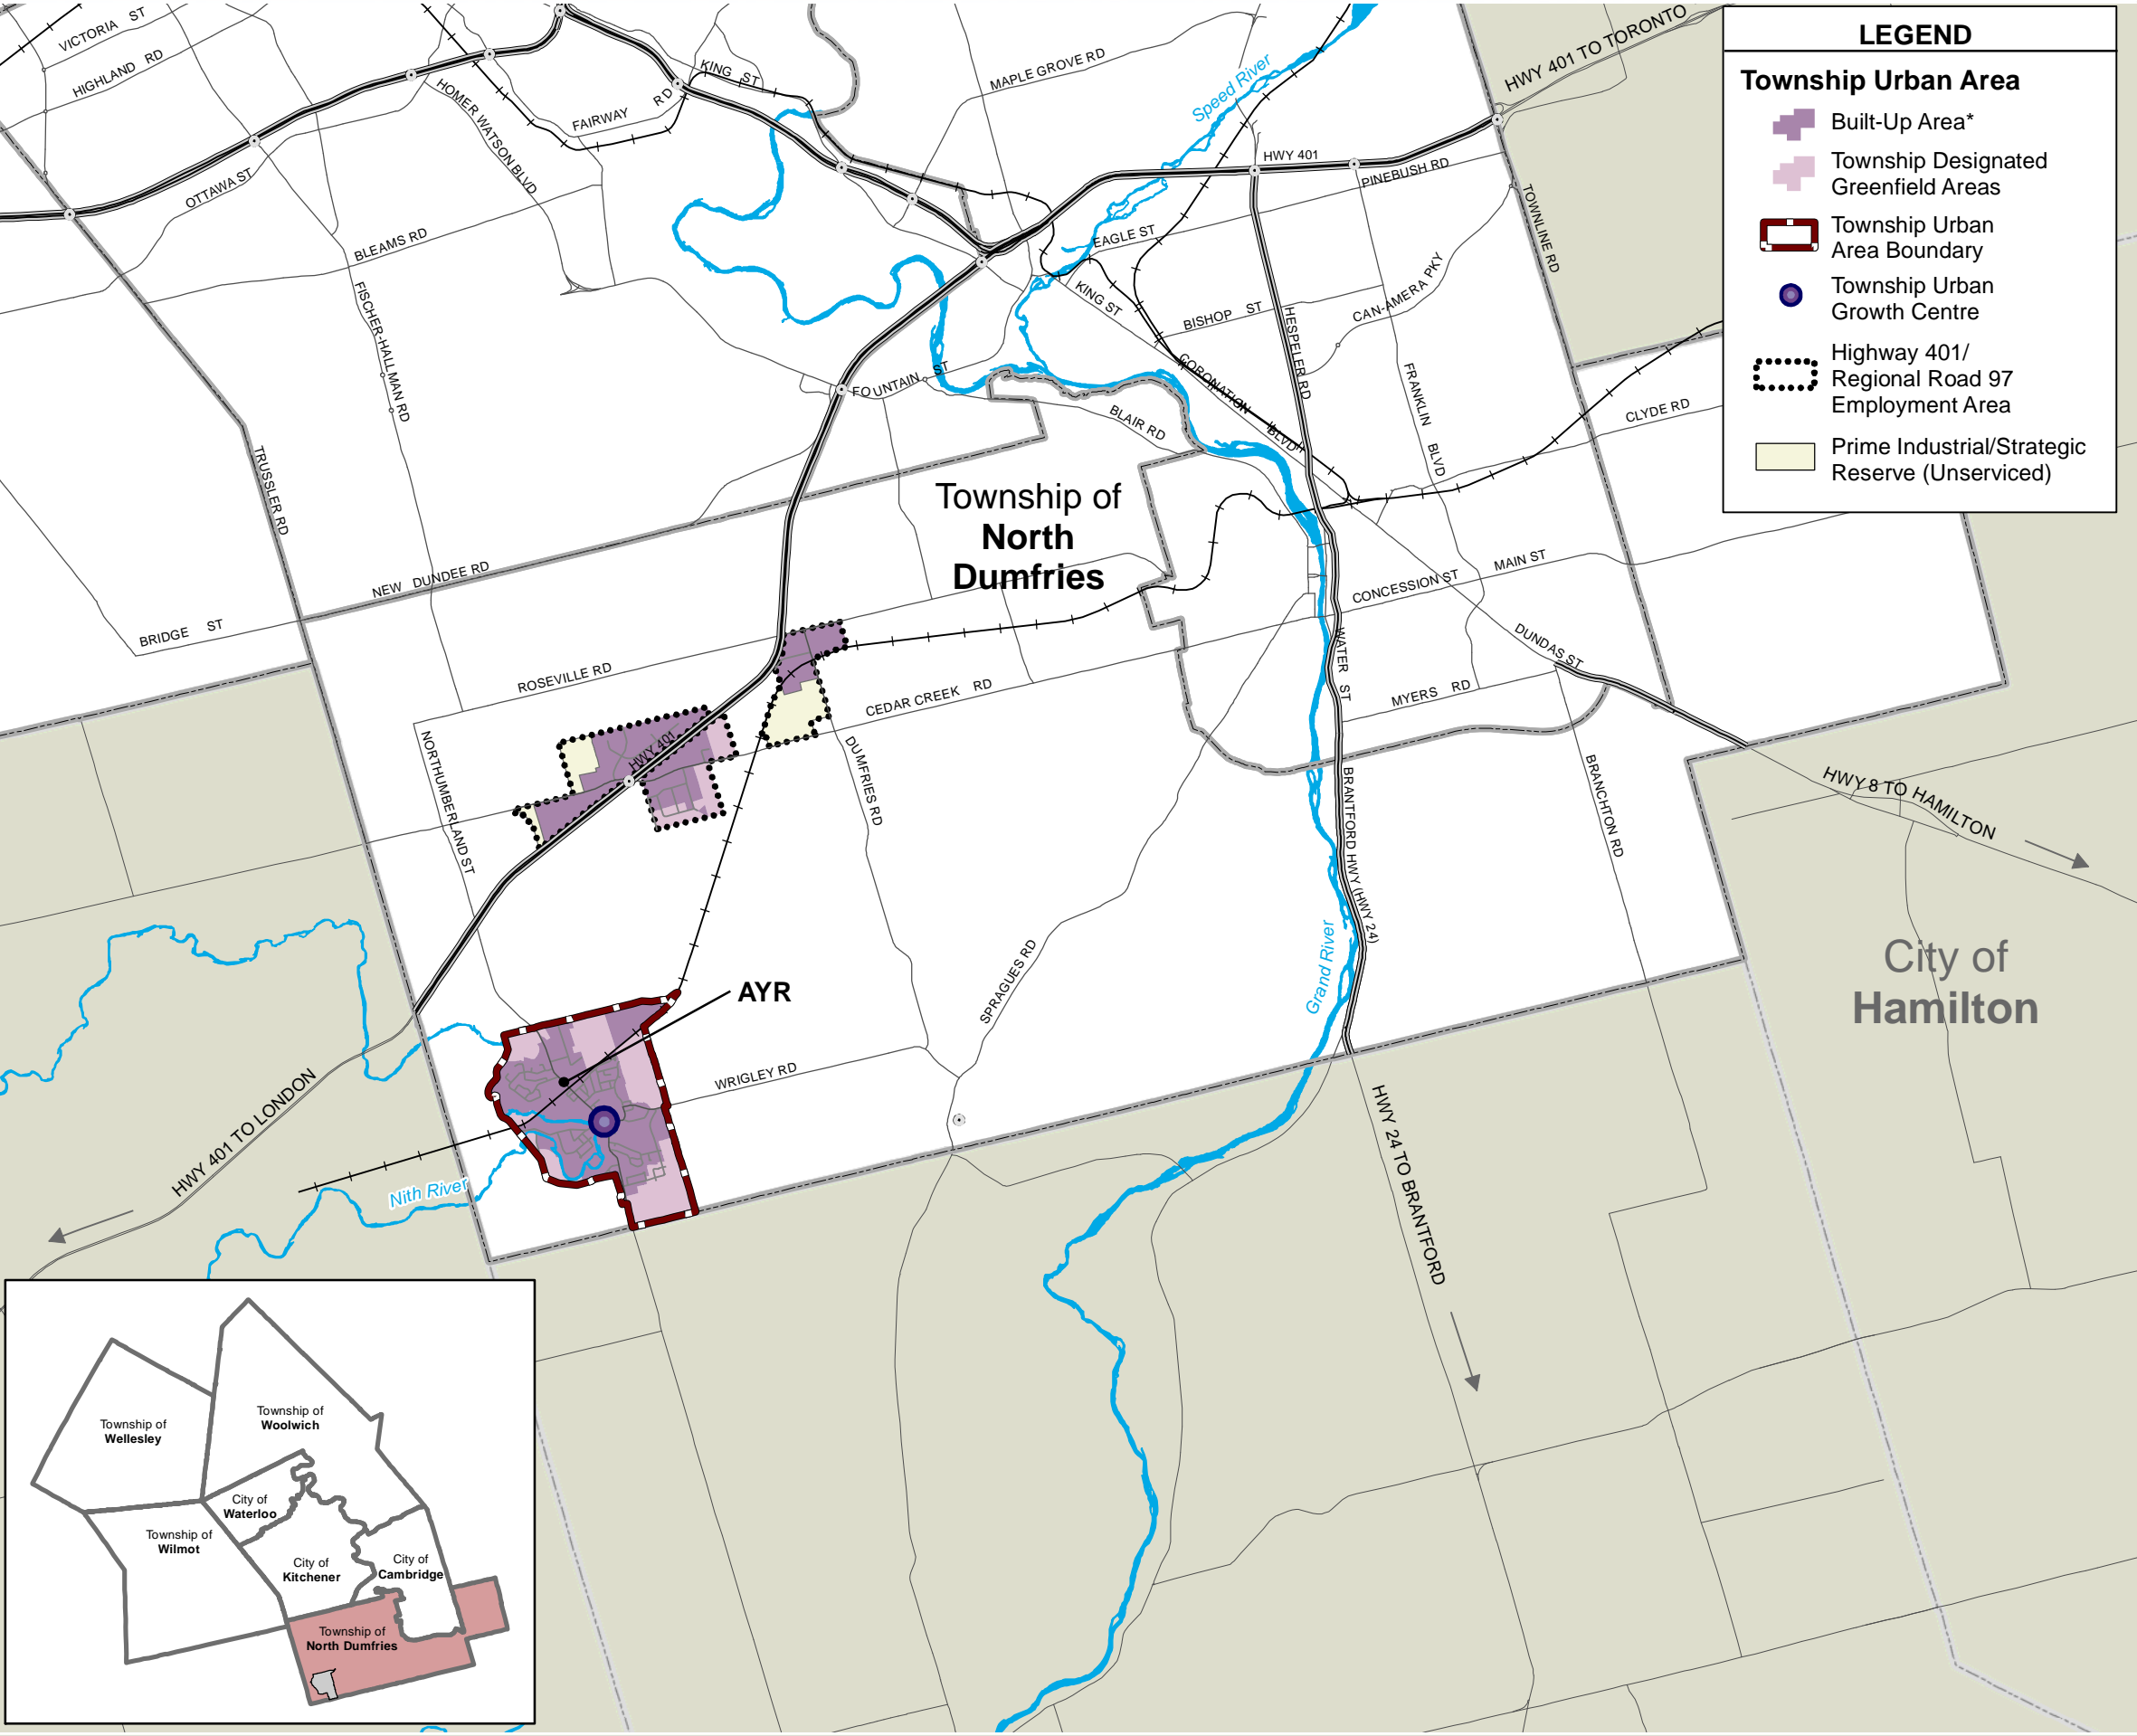 VICTORIA ST
HIGHLAND RD
OTTAWA ST
HOMER WATSON BLVD
FAIRWAY RD
KING ST
MAPLE GROVE RD
Speed River
HWY 401 TO TORONTO
HWY 401
PINEBUSH RD
TOWNLINE RD
BLEAMS RD
FISCHER-HALLMAN RD
EAGLE ST
KING ST
BISHOP ST
CAN-AMERA PKY
HESPELER RD
CORONATION BLVD
FRANKLIN BLVD
CLYDE RD
FOUNTAIN ST
BLAIR RD
TRUSSLER RD
Township of
North
Dumfries
NEW DUNDEE RD
BRIDGE ST
ROSEVILLE RD
CEDAR CREEK RD
CONCESSION ST
MAIN ST
DUNDAS ST
WATER ST
MYERS RD
HWY 401
NORTHUMBERLAND ST
DUMFRIES RD
BRANTFORD HWY (HWY 24)
BRANCHTON RD
HWY 8 TO HAMILTON
City of
Hamilton
SPRAGUES RD
Grand River
AYR
WRIGLEY RD
HWY 401 TO LONDON
Nith River
HWY 24 TO BRANTFORD
LEGEND
Township Urban Area
Built-Up Area*
Township Designated
Greenfield Areas
Township Urban
Area Boundary
Township Urban
Growth Centre
Highway 401/
Regional Road 97
Employment Area
Prime Industrial/Strategic
Reserve (Unserviced)
Township of
Wellesley
Township of
Woolwich
City of
Waterloo
Township of
Wilmot
City of
Kitchener
City of
Cambridge
Township of
North Dumfries